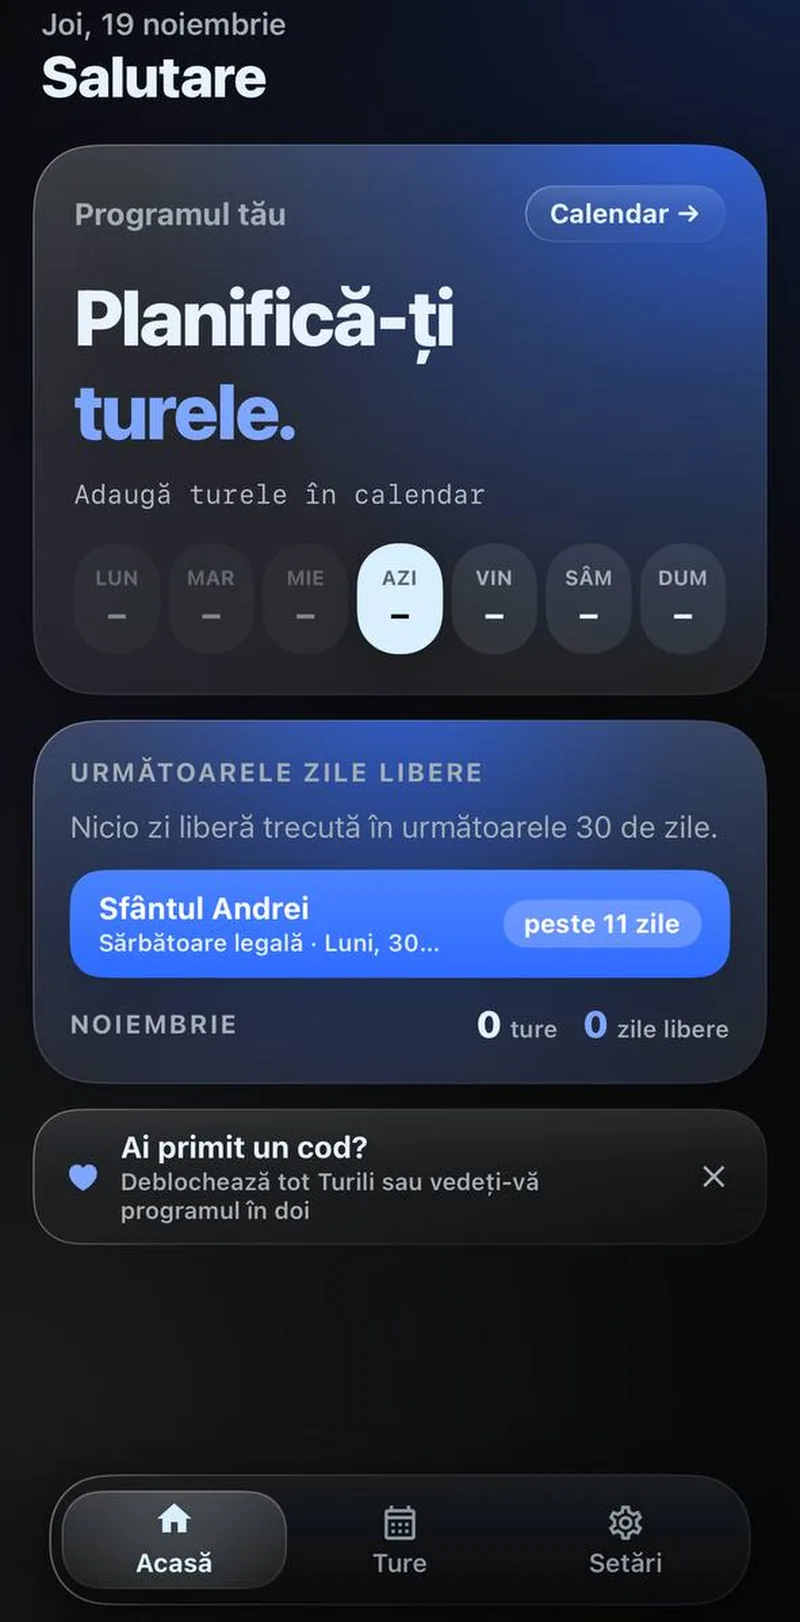 Joi, 19 noiembrie
Salutare
Programul tău
Calendar →
Planifică-ți
turele.
Adaugă turele în calendar
LUN MAR MIE AZI VIN SÂM DUM
– – – – – – –
URMĂTOARELE ZILE LIBERE
Nicio zi liberă trecută în următoarele 30 de zile.
Sfântul Andrei
Sărbătoare legală · Luni, 30...
peste 11 zile
NOIEMBRIE 0 ture 0 zile libere
Ai primit un cod?
Deblochează tot Turili sau vedeți-vă
programul în doi
Acasă Ture Setări